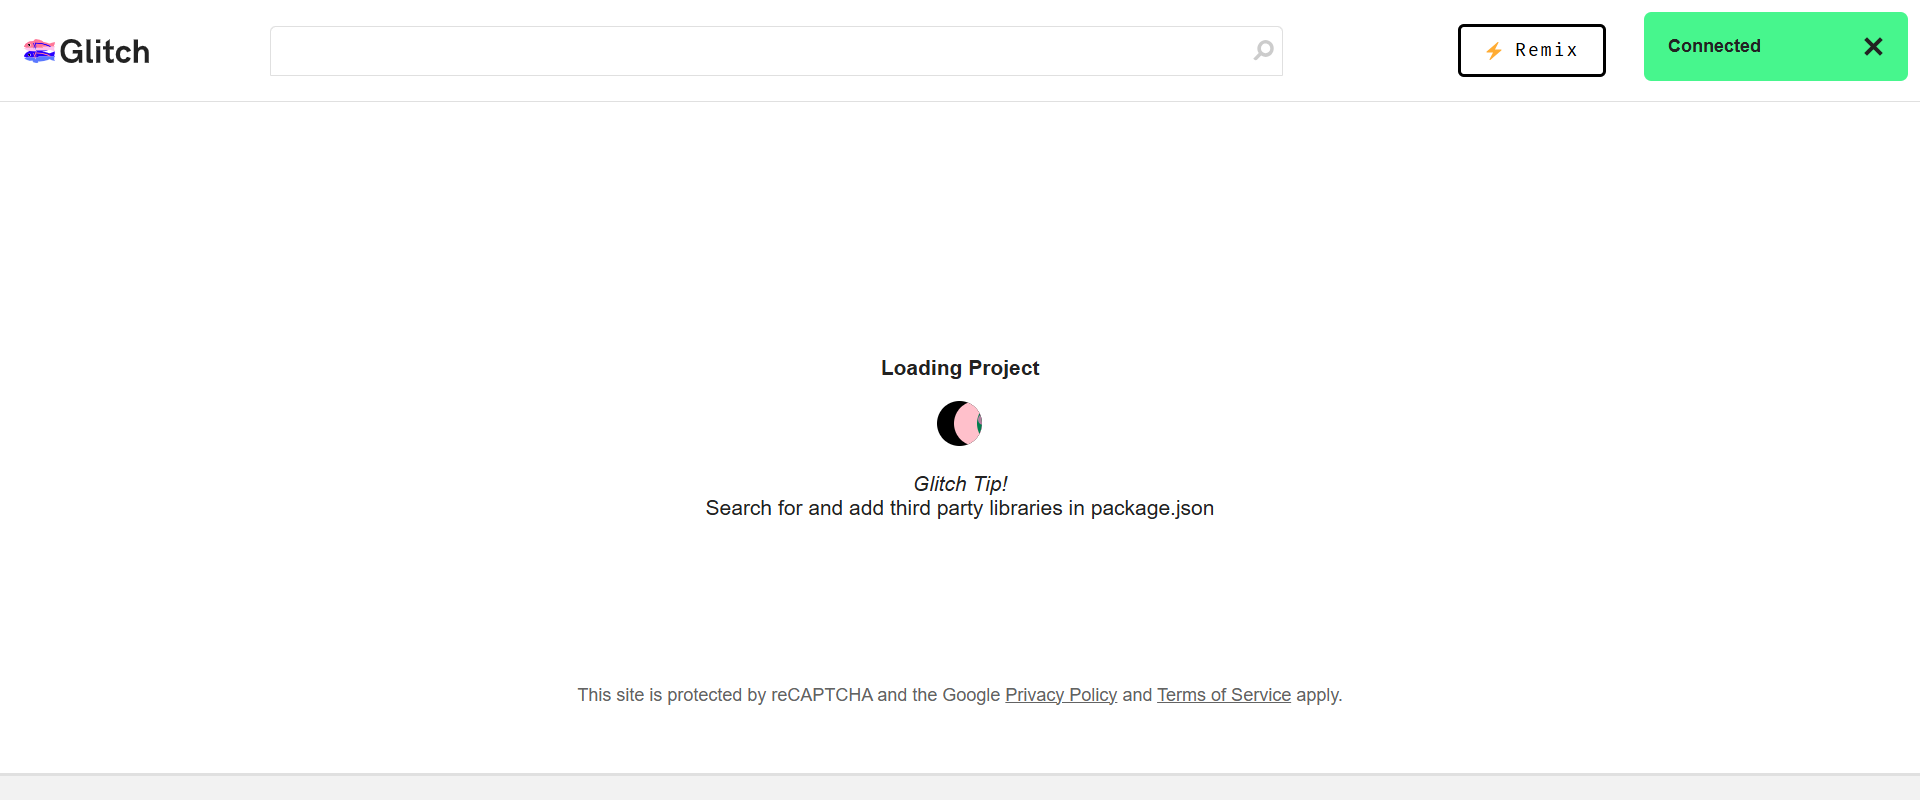 Glitch
Remix
Connected
Loading Project
Glitch Tip!
Search for and add third party libraries in package.json
This site is protected by reCAPTCHA and the Google Privacy Policy and Terms of Service apply.